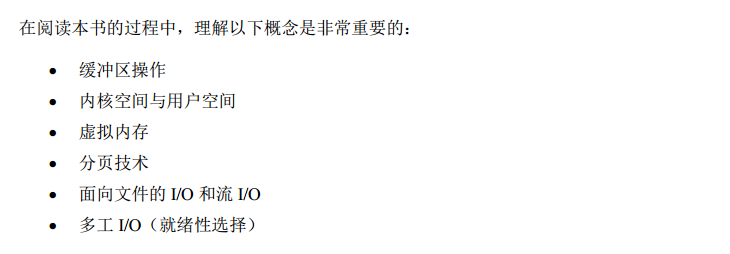 在阅读本书的过程中，理解以下概念是非常重要的：
• 缓冲区操作
• 内核空间与用户空间
• 虚拟内存
• 分页技术
• 面向文件的 I/O 和流 I/O
• 多工 I/O（就绪性选择）